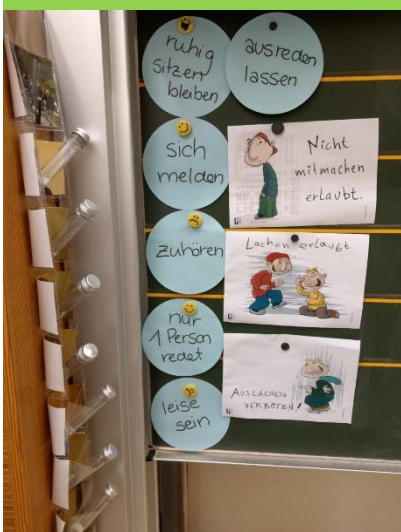 ruhig
sitzen
bleiben
ausreden
lassen
sich
melden
Nicht
mitmachen
erlaubt.
zuhören
Lachen erlaubt
nur
1 Person
redet
AUSLACHEN
VERBOTEN!
leise
sein